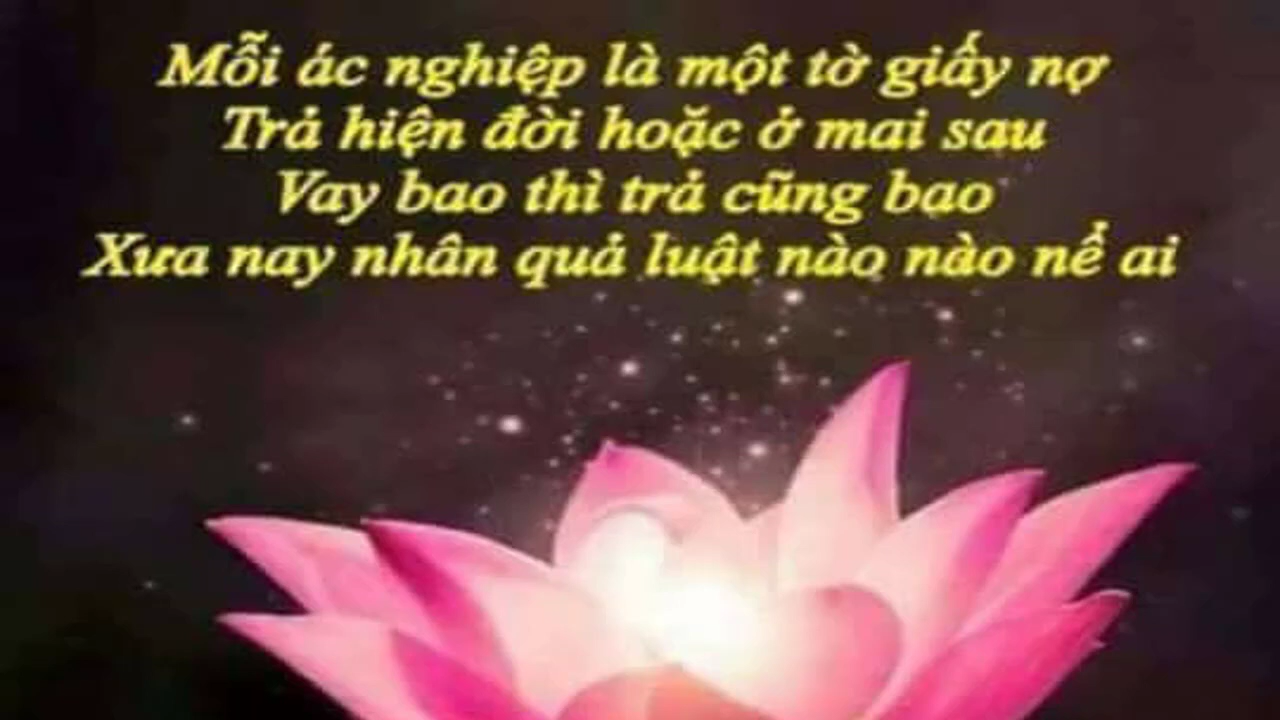 Mỗi ác nghiệp là một tờ giấy nợ
Trả hiện đời hoặc ở mai sau
Vay bao thì trả cũng bao
Xưa nay nhân quả luật nào nào nể ai